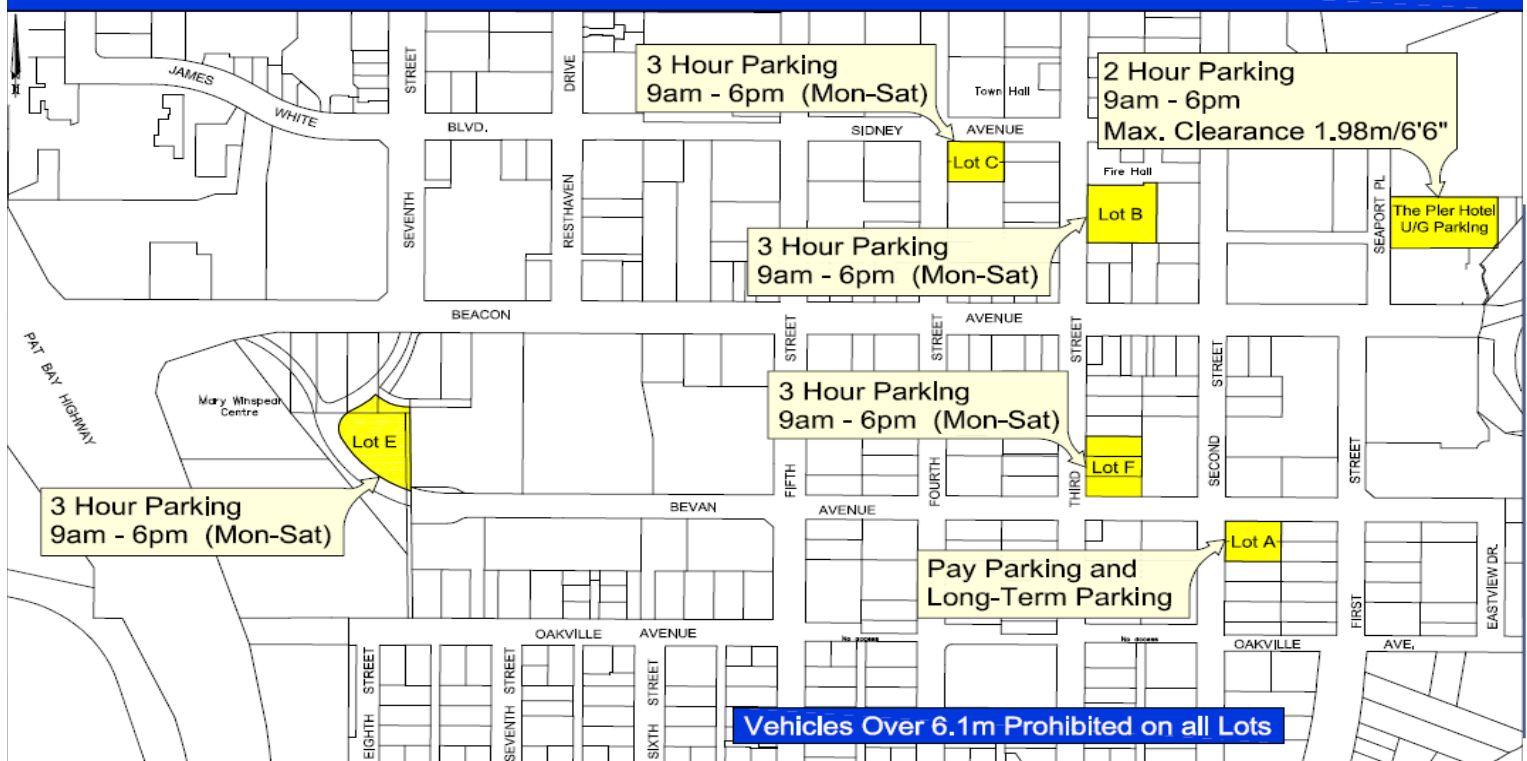 JAMES
WHITE
BLVD.
STREET
DRIVE
3 Hour Parking
9am - 6pm (Mon-Sat)
Town Hall
2 Hour Parking
9am - 6pm
Max. Clearance 1.98m/6'6"
SIDNEY
AVENUE
Lot C
Fire Hall
Lot B
SEVENTH
RESTHAVEN
3 Hour Parking
9am - 6pm (Mon-Sat)
SEAPORT PL
The Pier Hotel
U/G Parking
BEACON
AVENUE
PAT BAY HIGHWAY
STREET
STREET
STREET
STREET
Mary Winspear
Centre
Lot E
3 Hour Parking
9am - 6pm (Mon-Sat)
Lot F
FIFTH
FOURTH
THIRD
SECOND
STREET
3 Hour Parking
9am - 6pm (Mon-Sat)
BEVAN
AVENUE
Lot A
Pay Parking and
Long-Term Parking
FIRST
EASTVIEW DR.
OAKVILLE
AVENUE
No access
No access
OAKVILLE
AVE.
EIGHTH STREET
SEVENTH STREET
SIXTH STREET
Vehicles Over 6.1m Prohibited on all Lots